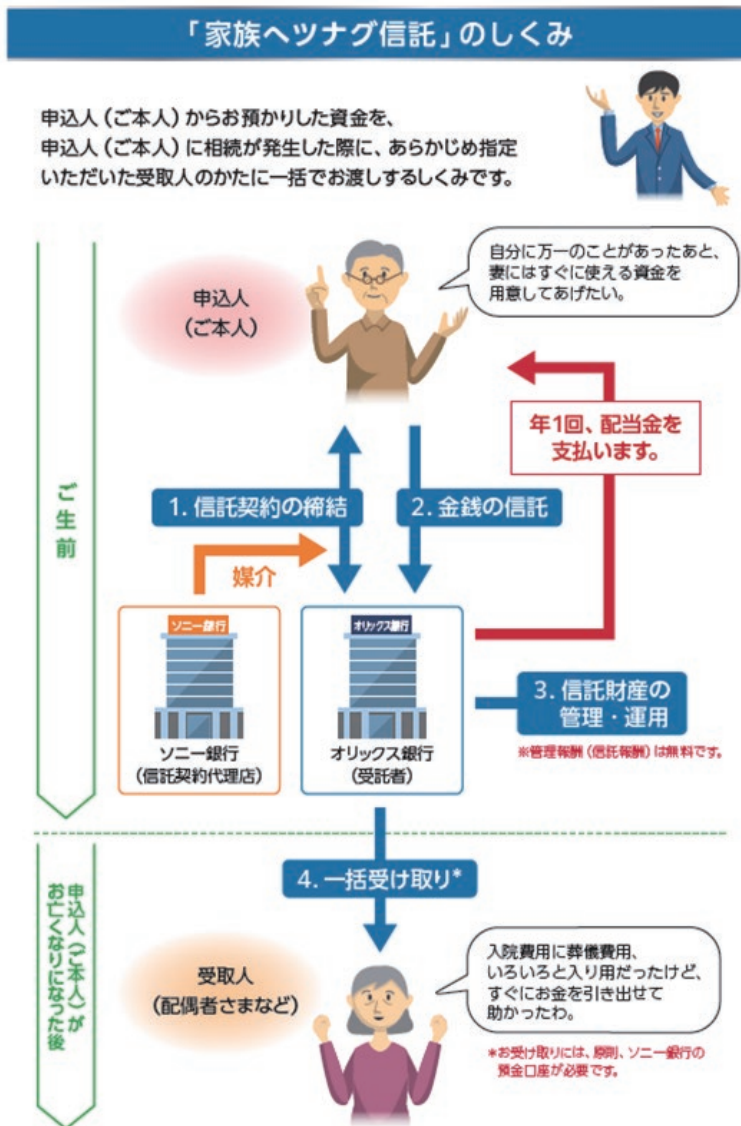 「家族へツナグ信託」のしくみ
申込人（ご本人）からお預かりした資金を、
申込人（ご本人）に相続が発生した際に、あらかじめ指定
いただいた受取人のかたに一括でお渡しするしくみです。
ご生前
申込人
（ご本人）
自分に万一のことがあったあと、
妻にはすぐに使える資金を
用意してあげたい。
年1回、配当金を
支払います。
1. 信託契約の締結
2. 金銭の信託
媒介
ソニー銀行
ソニー銀行
（信託契約代理店）
オリックス銀行
オリックス銀行
（受託者）
3. 信託財産の
管理・運用
※管理報酬（信託報酬）は無料です。
申込人（ご本人）が
お亡くなりになった後
4. 一括受け取り*
受取人
（配偶者さまなど）
入院費用に葬儀費用、
いろいろと入り用だったけど、
すぐにお金を引き出せて
助かったわ。
*お受け取りには、原則、ソニー銀行の
預金口座が必要です。